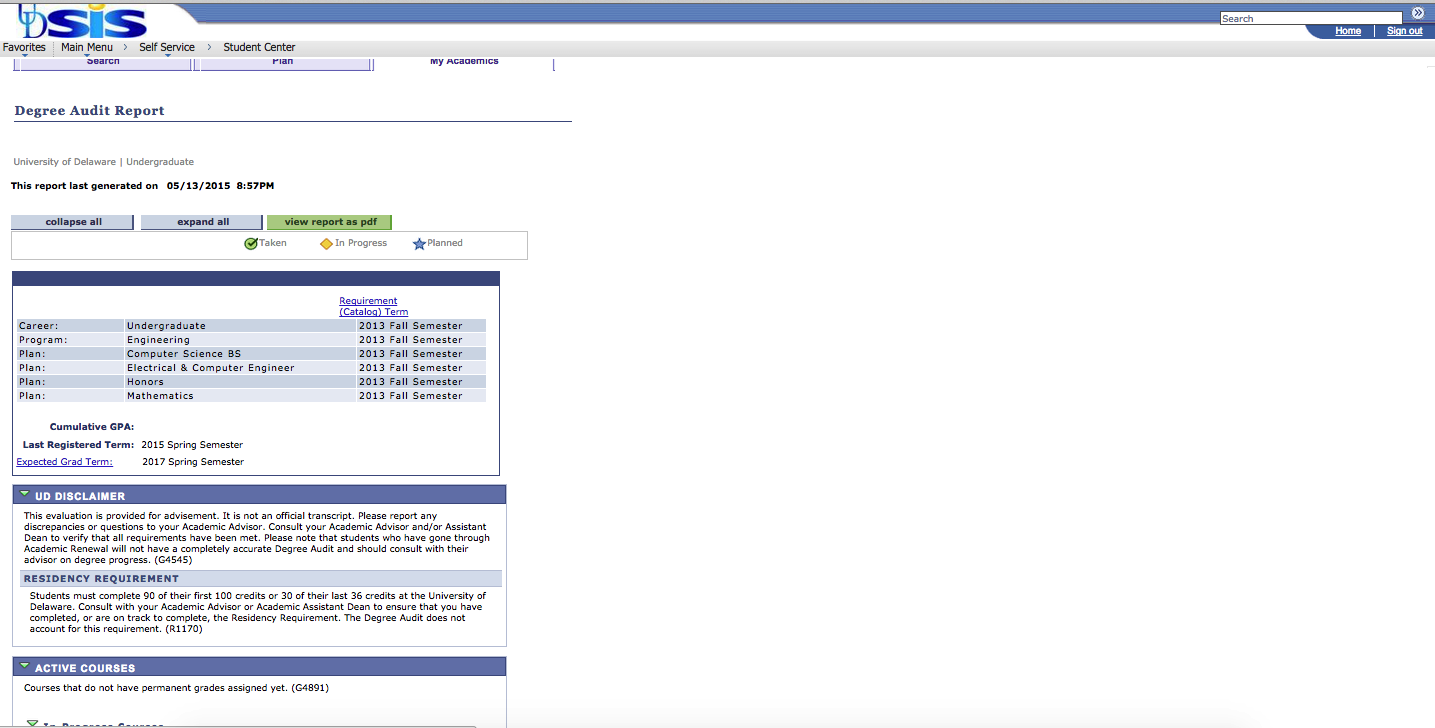 UDSIS
Search
Home
Sign out
Favorites Main Menu > Self Service > Student Center
Search Plan My Academics
Degree Audit Report
University of Delaware | Undergraduate
This report last generated on 05/13/2015 8:57PM
collapse all expand all view report as pdf
Taken In Progress Planned
Requirement
(Catalog) Term
Career: Undergraduate 2013 Fall Semester
Program: Engineering 2013 Fall Semester
Plan: Computer Science BS 2013 Fall Semester
Plan: Electrical & Computer Engineer 2013 Fall Semester
Plan: Honors 2013 Fall Semester
Plan: Mathematics 2013 Fall Semester
Cumulative GPA:
Last Registered Term: 2015 Spring Semester
Expected Grad Term: 2017 Spring Semester
UD DISCLAIMER
This evaluation is provided for advisement. It is not an official transcript. Please report any
discrepancies or questions to your Academic Advisor. Consult your Academic Advisor and/or Assistant
Dean to verify that all requirements have been met. Please note that students who have gone through
Academic Renewal will not have a completely accurate Degree Audit and should consult with their
advisor on degree progress. (G4545)
RESIDENCY REQUIREMENT
Students must complete 90 of their first 100 credits or 30 of their last 36 credits at the University of
Delaware. Consult with your Academic Advisor or Academic Assistant Dean to ensure that you have
completed, or are on track to complete, the Residency Requirement. The Degree Audit does not
account for this requirement. (R1170)
ACTIVE COURSES
Courses that do not have permanent grades assigned yet. (G4891)
In-Progress Courses